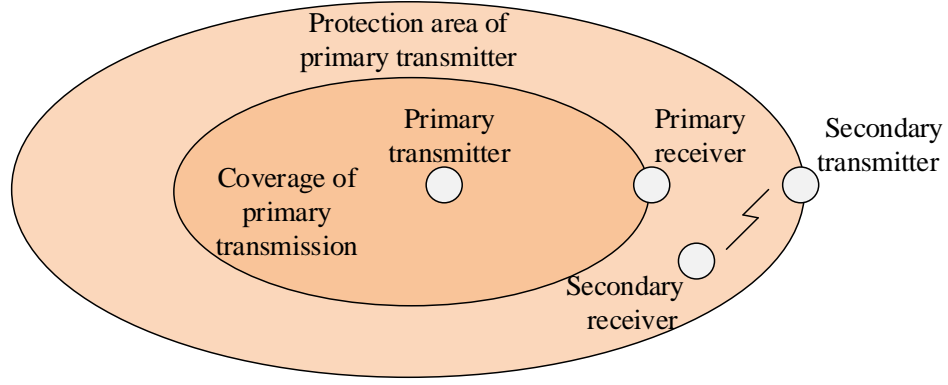 Protection area of
primary transmitter
Primary
transmitter
Primary
receiver
Secondary
transmitter
Coverage of
primary
transmission
Secondary
receiver